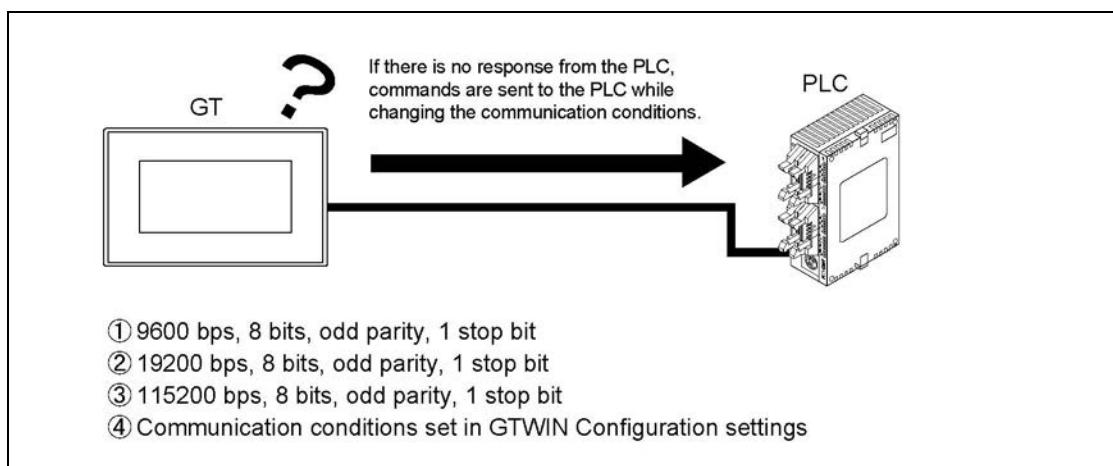 If there is no response from the PLC,
commands are sent to the PLC while
changing the communication conditions.
GT
PLC
① 9600 bps, 8 bits, odd parity, 1 stop bit
② 19200 bps, 8 bits, odd parity, 1 stop bit
③ 115200 bps, 8 bits, odd parity, 1 stop bit
④ Communication conditions set in GTWIN Configuration settings